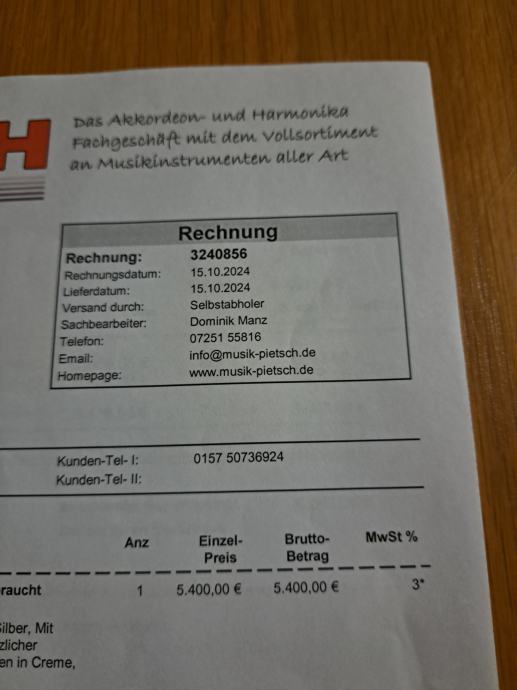 H
Das Akkordeon- und Harmonika
Fachgeschäft mit dem Vollsortiment
an Musikinstrumenten aller Art
Rechnung
Rechnung: 3240856
Rechnungsdatum: 15.10.2024
Lieferdatum: 15.10.2024
Versand durch: Selbstabholer
Sachbearbeiter: Dominik Manz
Telefon: 07251 55816
Email: info@musik-pietsch.de
Homepage: www.musik-pietsch.de
Kunden-Tel- I: 0157 50736924
Kunden-Tel- II:
Anz Einzel- Brutto- MwSt %
Preis Betrag
raucht 1 5.400,00 € 5.400,00 € 3*
Silber, Mit
zlicher
en in Creme,